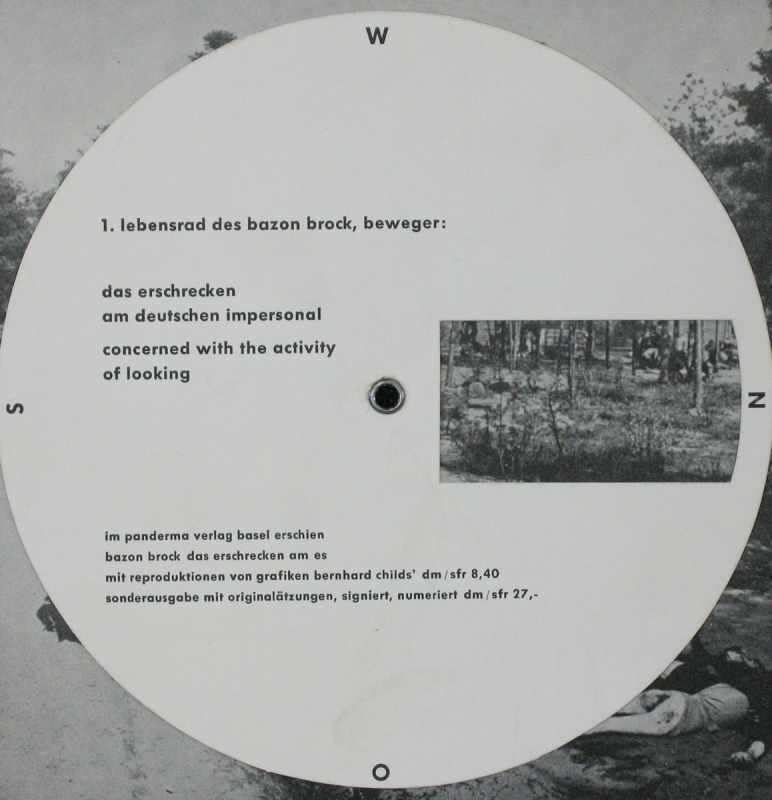 W
1. lebensrad des bazon brock, beweger:
das erschrecken
am deutschen impersonal
concerned with the activity
of looking
S
N
im panderma verlag basel erschien
bazon brock das erschrecken am es
mit reproduktionen von grafiken bernhard childs' dm/sfr 8,40
sonderausgabe mit originalätzungen, signiert, numeriert dm/sfr 27,-
O